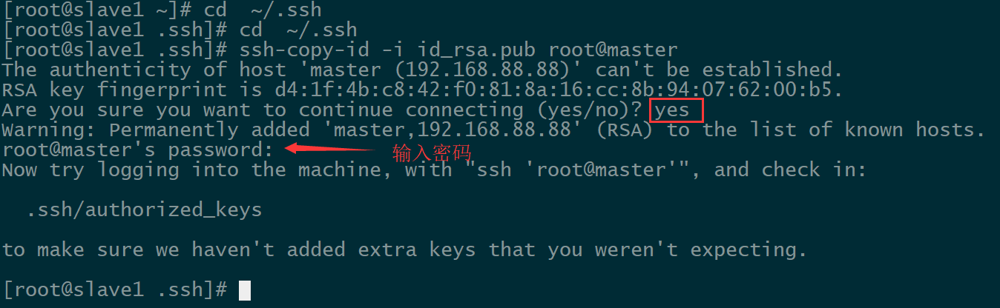 [root@slave1 ~]# cd  ~/.ssh
[root@slave1 .ssh]# cd  ~/.ssh
[root@slave1 .ssh]# ssh-copy-id -i id_rsa.pub root@master
The authenticity of host 'master (192.168.88.88)' can't be established.
RSA key fingerprint is d4:1f:4b:c8:42:f0:81:8a:16:cc:8b:94:07:62:00:b5.
Are you sure you want to continue connecting (yes/no)? yes
Warning: Permanently added 'master,192.168.88.88' (RSA) to the list of known hosts.
root@master's password: 输入密码
Now try logging into the machine, with "ssh 'root@master'", and check in:
.ssh/authorized_keys
to make sure we haven't added extra keys that you weren't expecting.
[root@slave1 .ssh]#